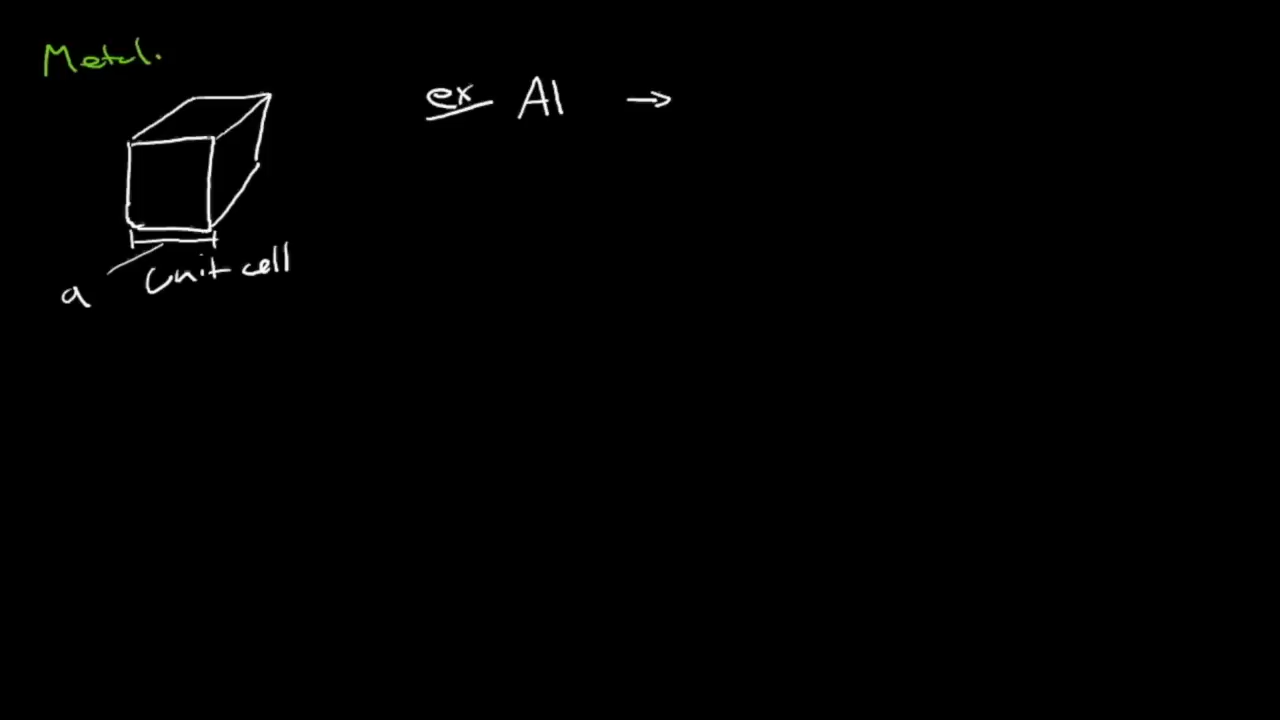 Metal.
ex Al →
a
unit cell